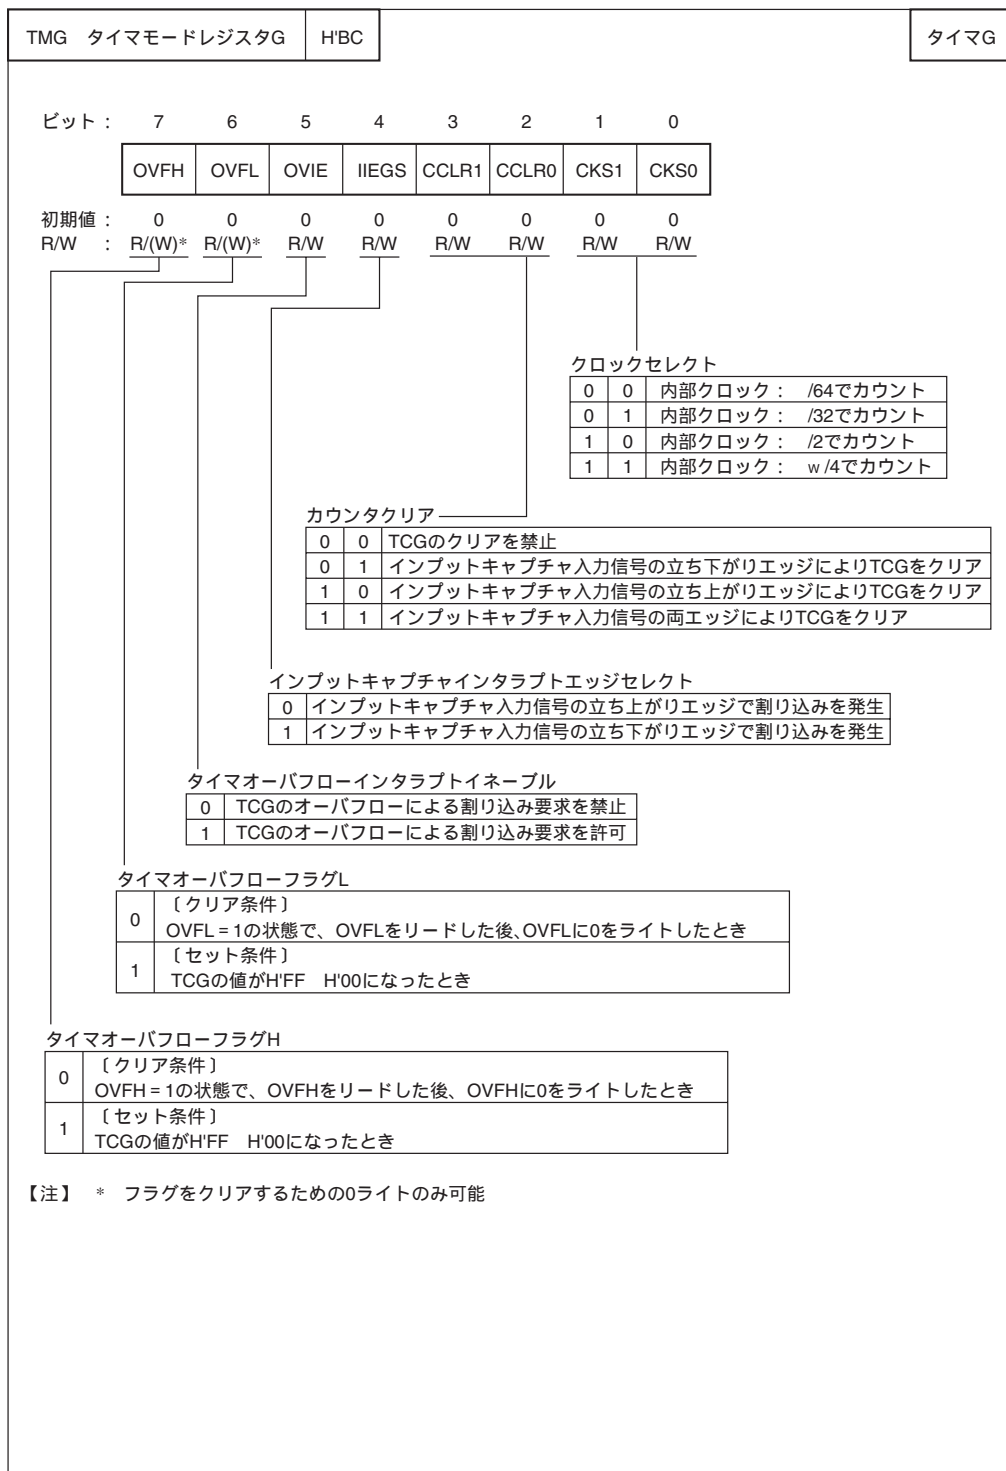 TMG タイマモードレジスタG H'BC タイマG
ビット： 7 6 5 4 3 2 1 0
OVFH OVFL OVIE IIEGS CCLR1 CCLR0 CKS1 CKS0
初期値： 0 0 0 0 0 0 0 0
R/W ： R/(W)* R/(W)* R/W R/W R/W R/W R/W R/W
クロックセレクト
0 0 内部クロック： /64でカウント
0 1 内部クロック： /32でカウント
1 0 内部クロック： /2でカウント
1 1 内部クロック： w /4でカウント
カウンタクリア
0 0 TCGのクリアを禁止
0 1 インプットキャプチャ入力信号の立ち下がりエッジによりTCGをクリア
1 0 インプットキャプチャ入力信号の立ち上がりエッジによりTCGをクリア
1 1 インプットキャプチャ入力信号の両エッジによりTCGをクリア
インプットキャプチャインタラプトエッジセレクト
0 インプットキャプチャ入力信号の立ち上がりエッジで割り込みを発生
1 インプットキャプチャ入力信号の立ち下がりエッジで割り込みを発生
タイマオーバフローインタラプトイネーブル
0 TCGのオーバフローによる割り込み要求を禁止
1 TCGのオーバフローによる割り込み要求を許可
タイマオーバフローフラグL
0 〔クリア条件〕
OVFL = 1の状態で、OVFLをリードした後、OVFLに0をライトしたとき
1 〔セット条件〕
TCGの値がH'FF H'00になったとき
タイマオーバフローフラグH
0 〔クリア条件〕
OVFH = 1の状態で、OVFHをリードした後、OVFHに0をライトしたとき
1 〔セット条件〕
TCGの値がH'FF H'00になったとき
【注】 * フラグをクリアするための0ライトのみ可能